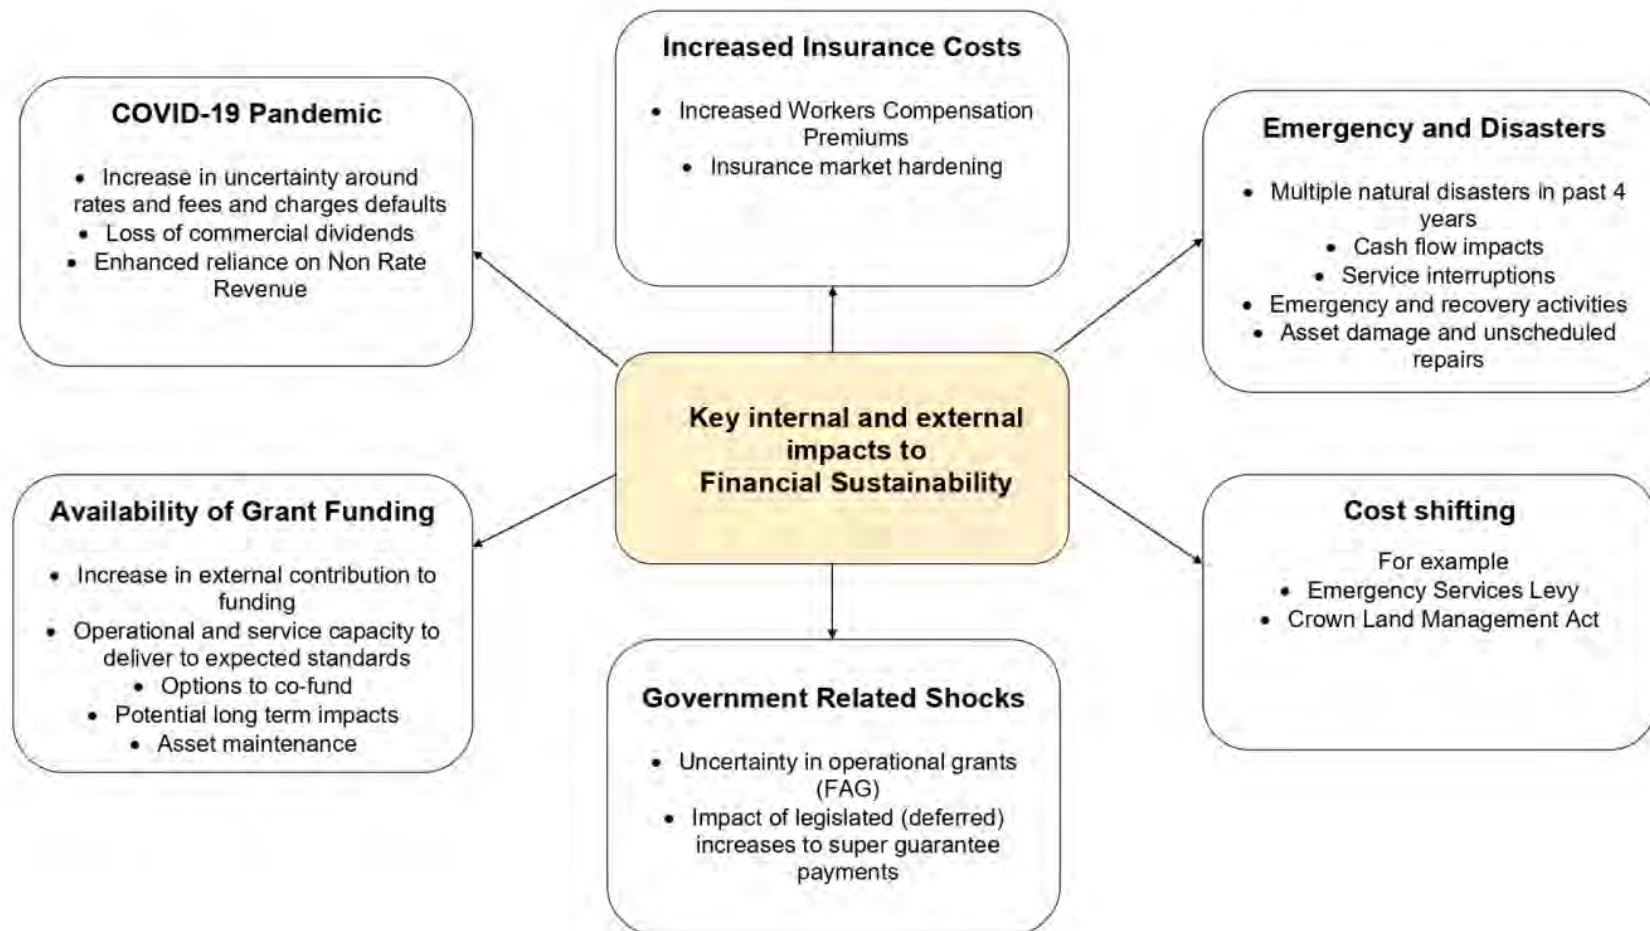 Increased Insurance Costs
• Increased Workers Compensation
Premiums
• Insurance market hardening
COVID-19 Pandemic
• Increase in uncertainty around
rates and fees and charges defaults
• Loss of commercial dividends
• Enhanced reliance on Non Rate
Revenue
Emergency and Disasters
• Multiple natural disasters in past 4
years
• Cash flow impacts
• Service interruptions
• Emergency and recovery activities
• Asset damage and unscheduled
repairs
Key internal and external
impacts to
Financial Sustainability
Availability of Grant Funding
• Increase in external contribution to
funding
• Operational and service capacity to
deliver to expected standards
• Options to co-fund
• Potential long term impacts
• Asset maintenance
Cost shifting
For example
• Emergency Services Levy
• Crown Land Management Act
Government Related Shocks
• Uncertainty in operational grants
(FAG)
• Impact of legislated (deferred)
increases to super guarantee
payments